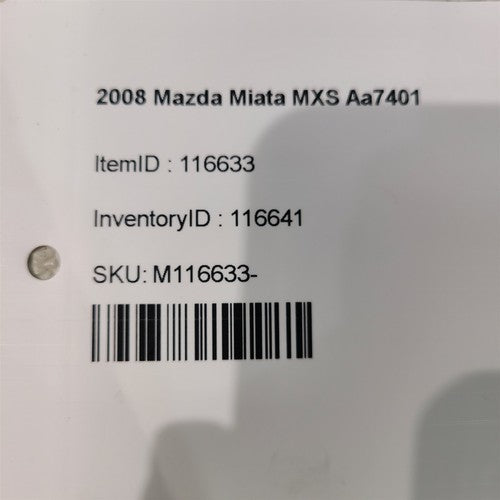 2008 Mazda Miata MXS Aa7401
ItemID : 116633
InventoryID : 116641
SKU: M116633-